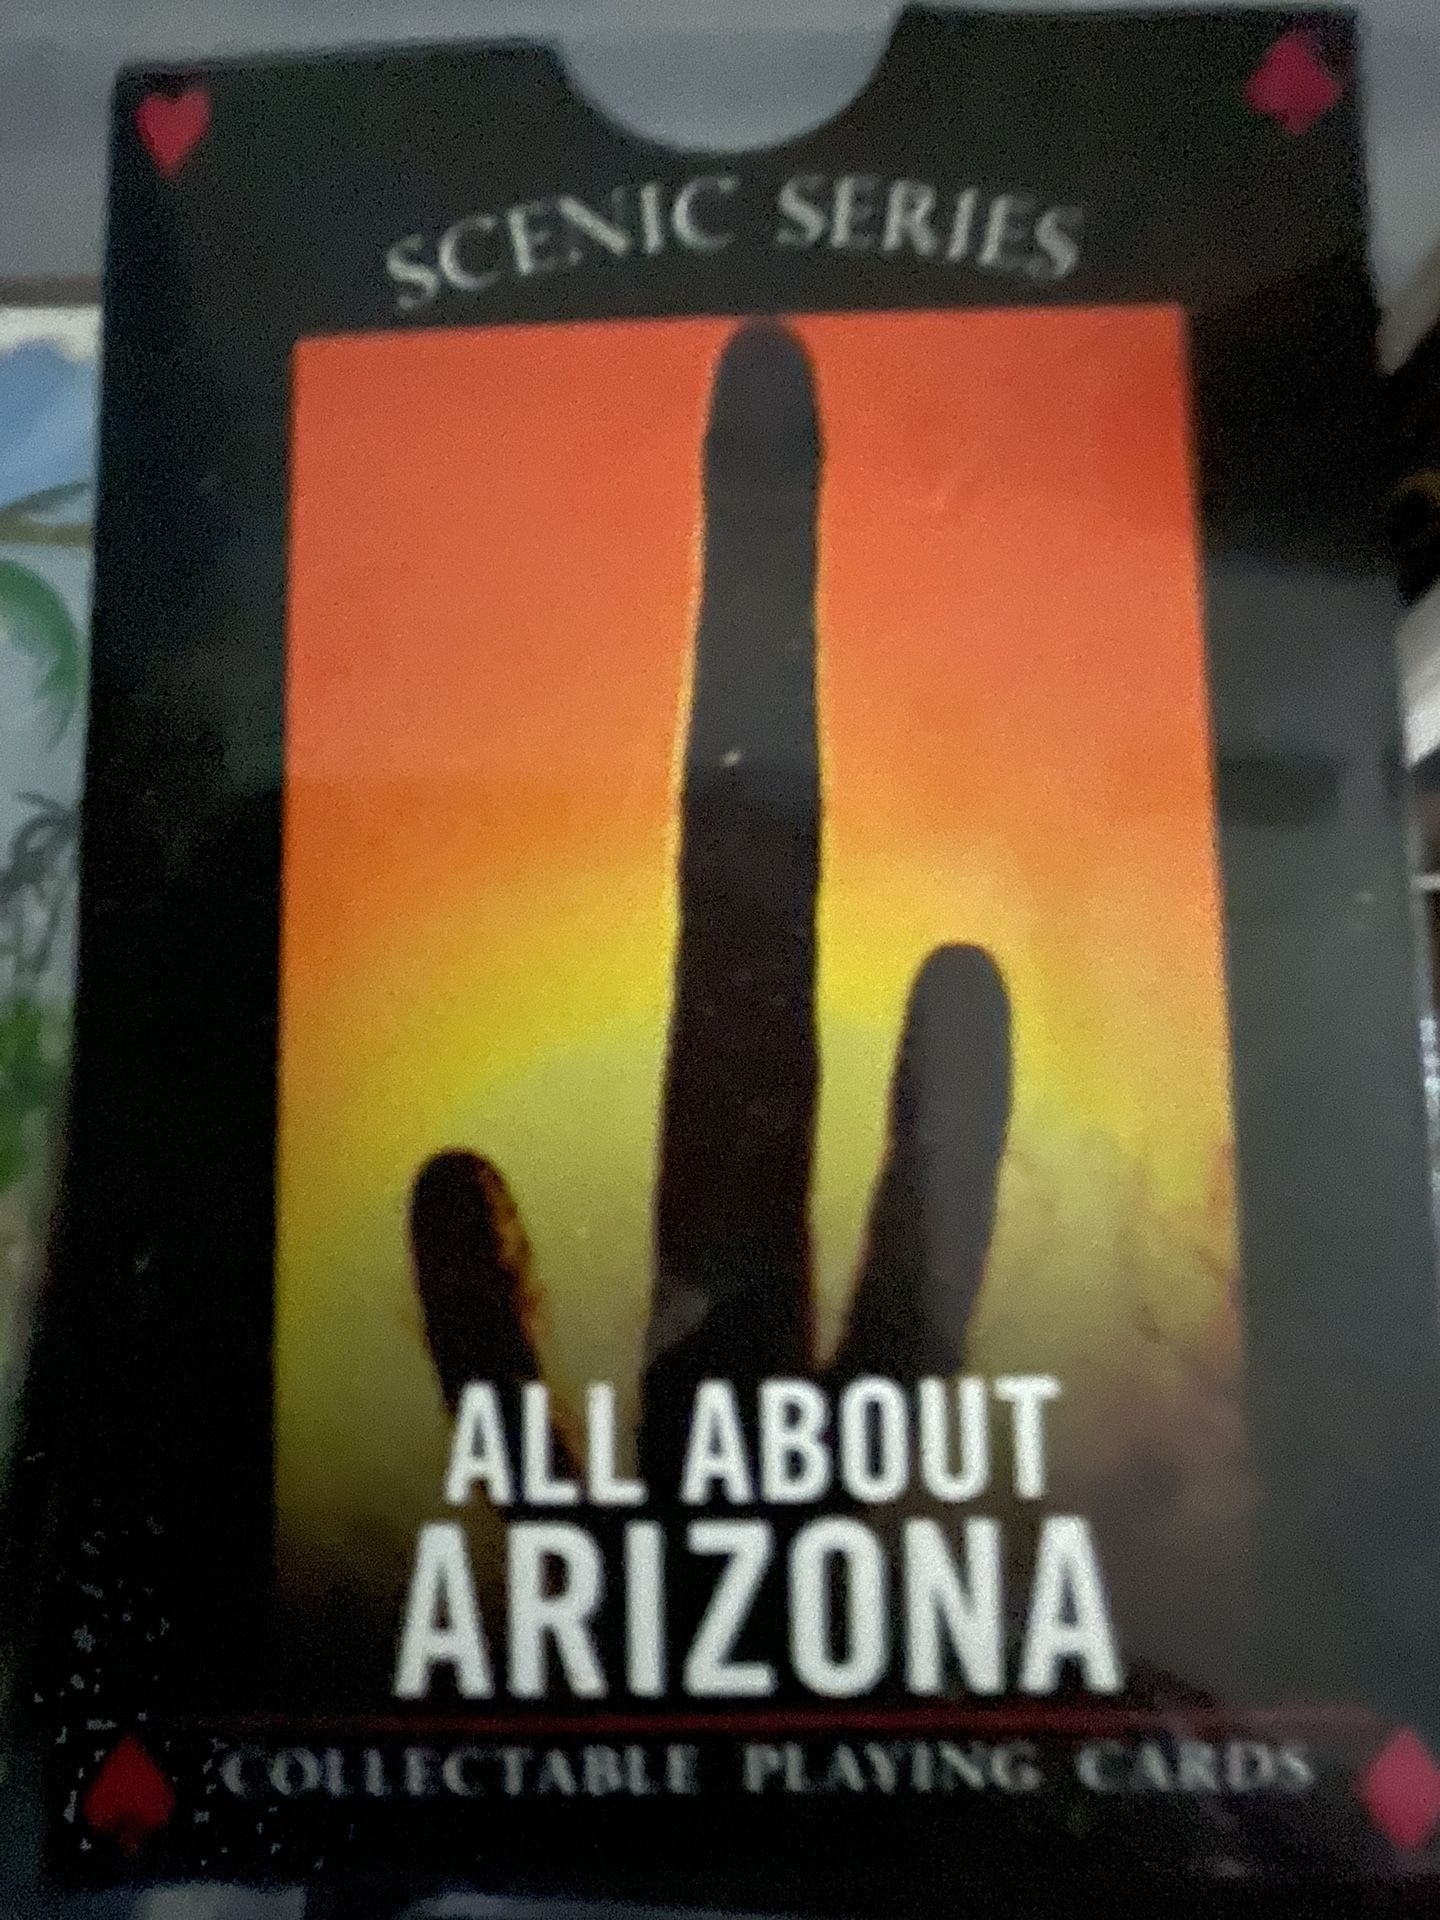 SCENIC SERIES
ALL ABOUT
ARIZONA
COLLECTABLE PLAYING CARDS